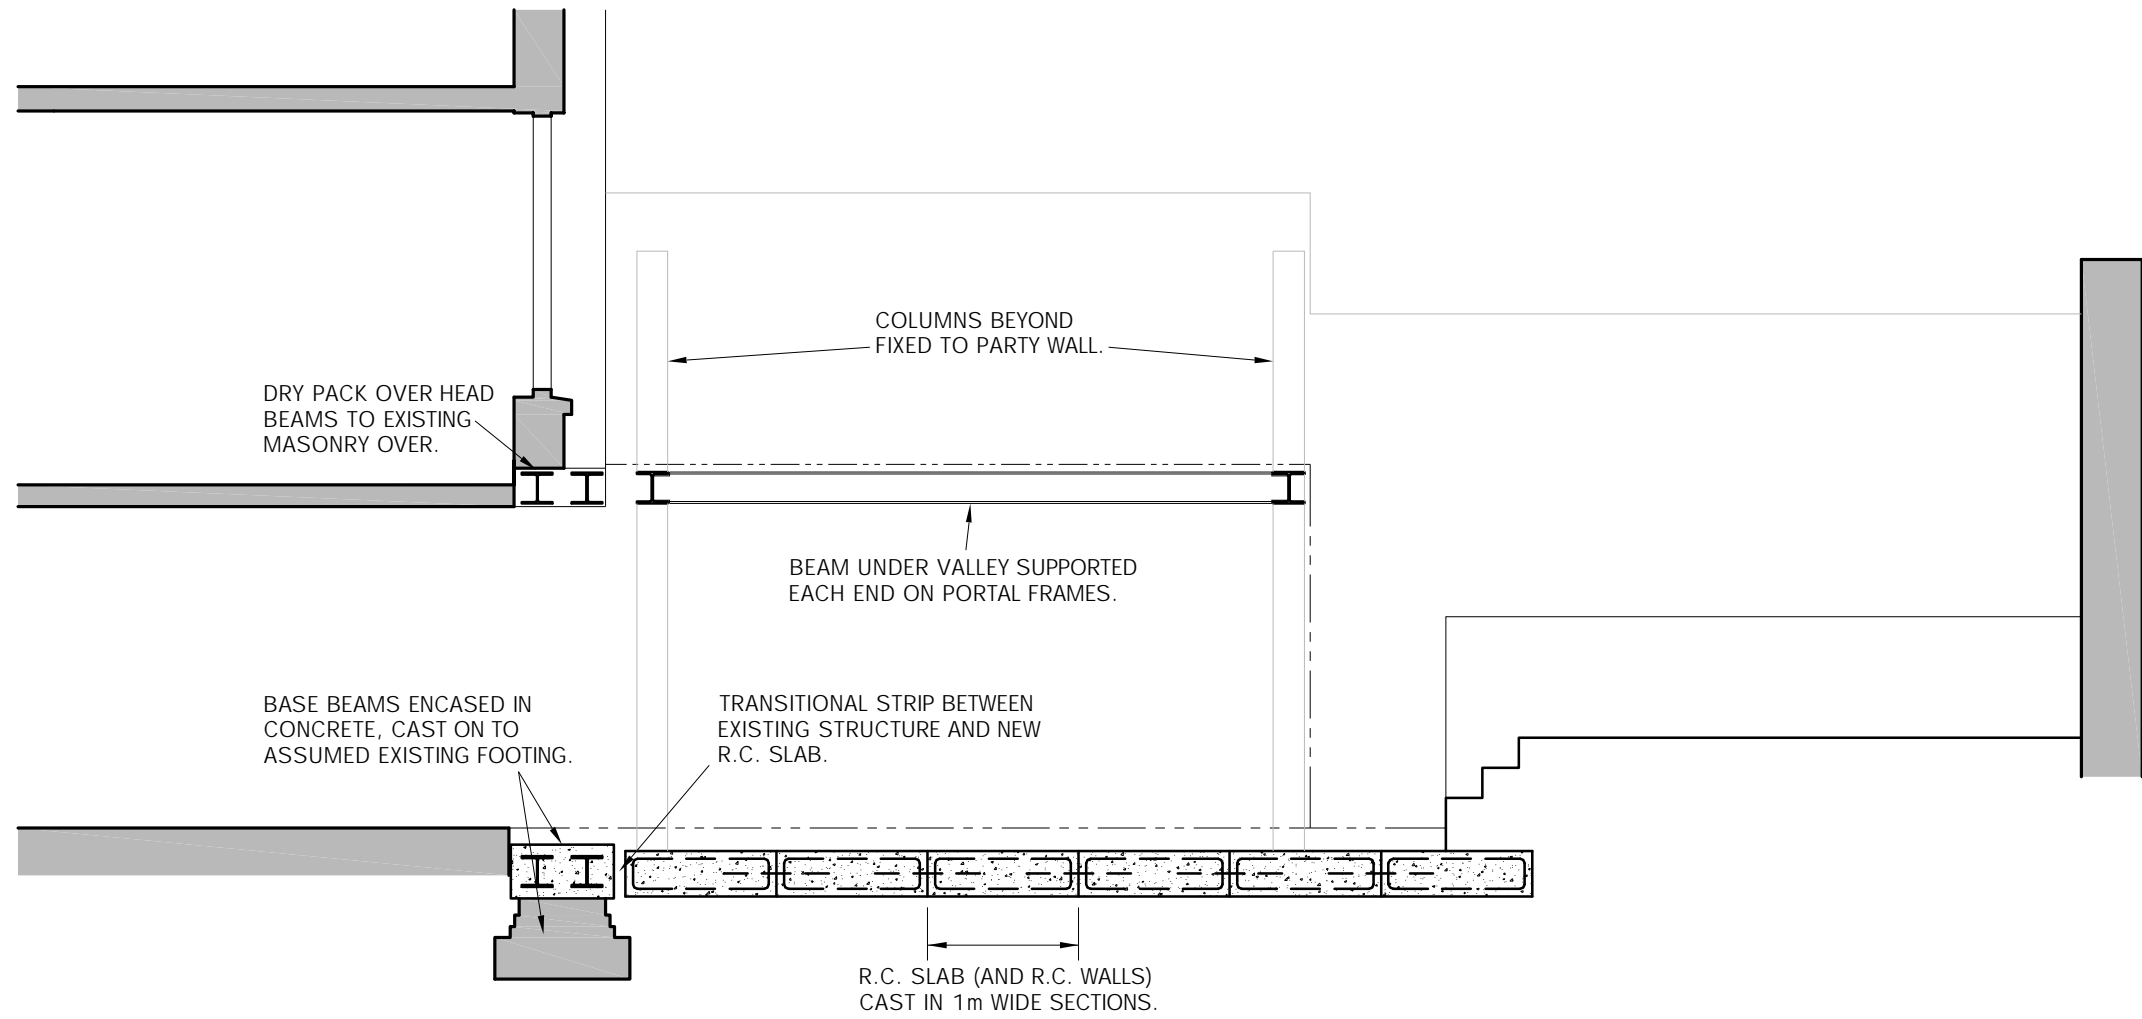 COLUMNS BEYOND
FIXED TO PARTY WALL.
DRY PACK OVER HEAD
BEAMS TO EXISTING
MASONRY OVER.
BEAM UNDER VALLEY SUPPORTED
EACH END ON PORTAL FRAMES.
BASE BEAMS ENCASED IN
CONCRETE, CAST ON TO
ASSUMED EXISTING FOOTING.
TRANSITIONAL STRIP BETWEEN
EXISTING STRUCTURE AND NEW
R.C. SLAB.
R.C. SLAB (AND R.C. WALLS)
CAST IN 1m WIDE SECTIONS.